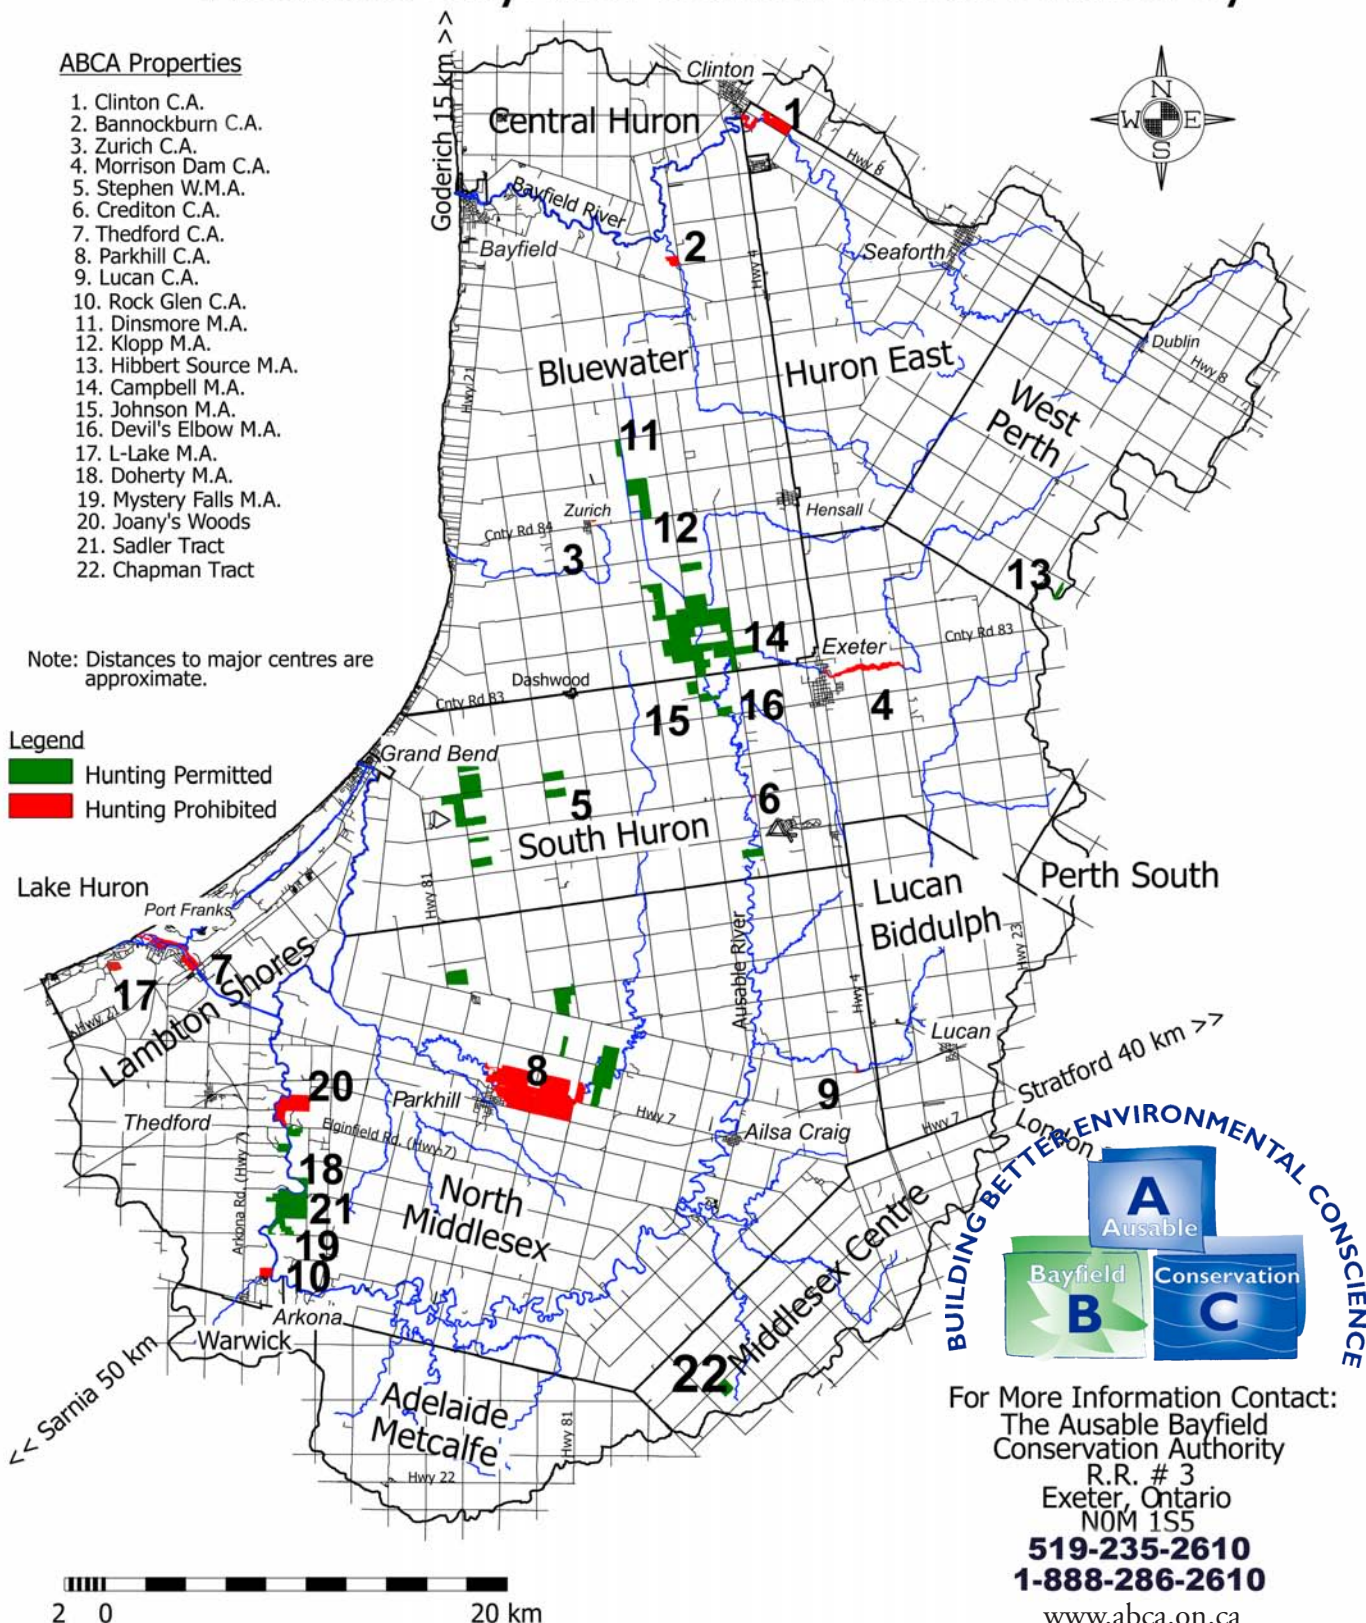 Goderich 15 km >>
ABCA Properties
1. Clinton C.A.
2. Bannockburn C.A.
3. Zurich C.A.
4. Morrison Dam C.A.
5. Stephen W.M.A.
6. Crediton C.A.
7. Thedford C.A.
8. Parkhill C.A.
9. Lucan C.A.
10. Rock Glen C.A.
11. Dinsmore M.A.
12. Klopp M.A.
13. Hibbert Source M.A.
14. Campbell M.A.
15. Johnson M.A.
16. Devil's Elbow M.A.
17. L-Lake M.A.
18. Doherty M.A.
19. Mystery Falls M.A.
20. Joany's Woods
21. Sadler Tract
22. Chapman Tract
Note: Distances to major centres are
approximate.
Legend
Hunting Permitted
Hunting Prohibited
Clinton
Central Huron
1
Hwy 8
N
W E
S
Bayfield River
Bayfield
2
Hwy 4
Seaforth
Dublin
Hwy 8
Bluewater
Huron East
West
Perth
Hwy 21
11
Zurich
12
Hensall
Cnty Rd 84
3
13
14
Exeter
Cnty Rd 83
Dashwood
Cnty Rd 83
15
16
4
Grand Bend
5
6
South Huron
Lake Huron
Hwy 81
Lucan
Biddulph
Perth South
Port Franks
7
17
Hwy 21
Lambton Shores
Ausable River
Hwy 4
Hwy 23
Lucan
Stratford 40 km >>
20
8
Parkhill
9
Hwy 7
Thedford
Elginfield Rd. (Hwy 7)
Ailsa Craig
Hwy 7
London
18
21
Arkona Rd. (Hwy 7)
North
Middlesex
19
10
Arkona
Warwick
Middlesex Centre
<< Sarnia 50 km
22
Adelaide
Metcalfe
Hwy 81
Hwy 22
BUILDING BETTER ENVIRONMENTAL CONSCIENCE
A
Ausable
Bayfield
B
Conservation
C
For More Information Contact:
The Ausable Bayfield
Conservation Authority
R.R. # 3
Exeter, Ontario
N0M 1S5
519-235-2610
1-888-286-2610
www.abca.on.ca
2 0 20 km